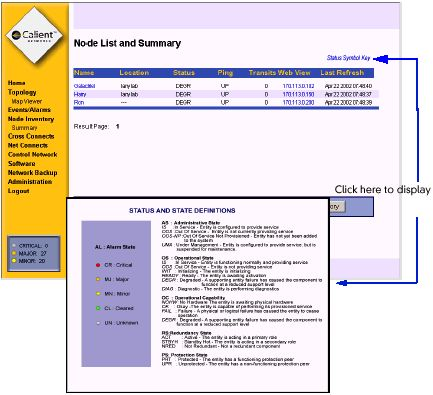 Calient
NETWORKS
Node List and Summary
Status Symbol Key
Name Location Status Ping Transits Web View Last Refresh
Galactitel larrylab DEGR UP 0 170.113.0.182 Apr 22 2002 07:48:40
Harry larrylab DEGR UP 0 170.113.0.190 Apr 22 2002 07:48:37
Ron --- DEGR UP 0 170.113.0.200 Apr 22 2002 07:48:39
Result Page: 1
Home
Topology
Map Viewer
Events/Alarms
Node Inventory
Summary
Cross Connects
Net Connects
Control Network
Software
Network Backup
Administration
Logout
CRITICAL: 0
MAJOR: 27
MINOR: 20
Click here to display
STATUS AND STATE DEFINITIONS
AL : Alarm State
CR : Critical
MJ : Major
MN : Minor
CL : Cleared
UN : Unknown
AS : Administrative State
IS : In Service - Entity is configured to provide service
OOS :Out Of Service - Entity is not currently providing service
OOS-NP :Out Of Service Not Provisioned - Entity has not yet been added
to the system
UMA : Under Management - Entity is configured to provide service, but is
suspended for maintenance.
OS : Operational State
IS : In Service - Entity is functioning normally and providing service
OOS :Out Of Service - Entity is not providing service
INIT : Initializing - The entity is initializing
READY : Ready - The entity is awaiting activation
DEGR : Degraded - A supporting entity failure has caused the component to
function at a reduced support level
DIAG : Diagnostic - The entity is performing diagnostics
OC : Operational Capability
NOHW :No Hardware The entity is awaiting physical hardware
OK : Okay - The entity is capable of performing its provisioned service
FAIL : Failure - A physical or logical failure has caused the entity to cease
operation
DEGR : Degraded - A supporting entity failure has caused the component to
function at a reduced support level
RS:Redundancy State
ACT : Active - The entity is acting in a primary role
STBYH : Standby Hot - The entity is acting in a secondary role
NRED : Not Redundant - Not a redundant component
PS: Protection State
PRT : Protected - The entity has a functioning protection peer
UPR : Unprotected - The entity has a non-functioning protection peer